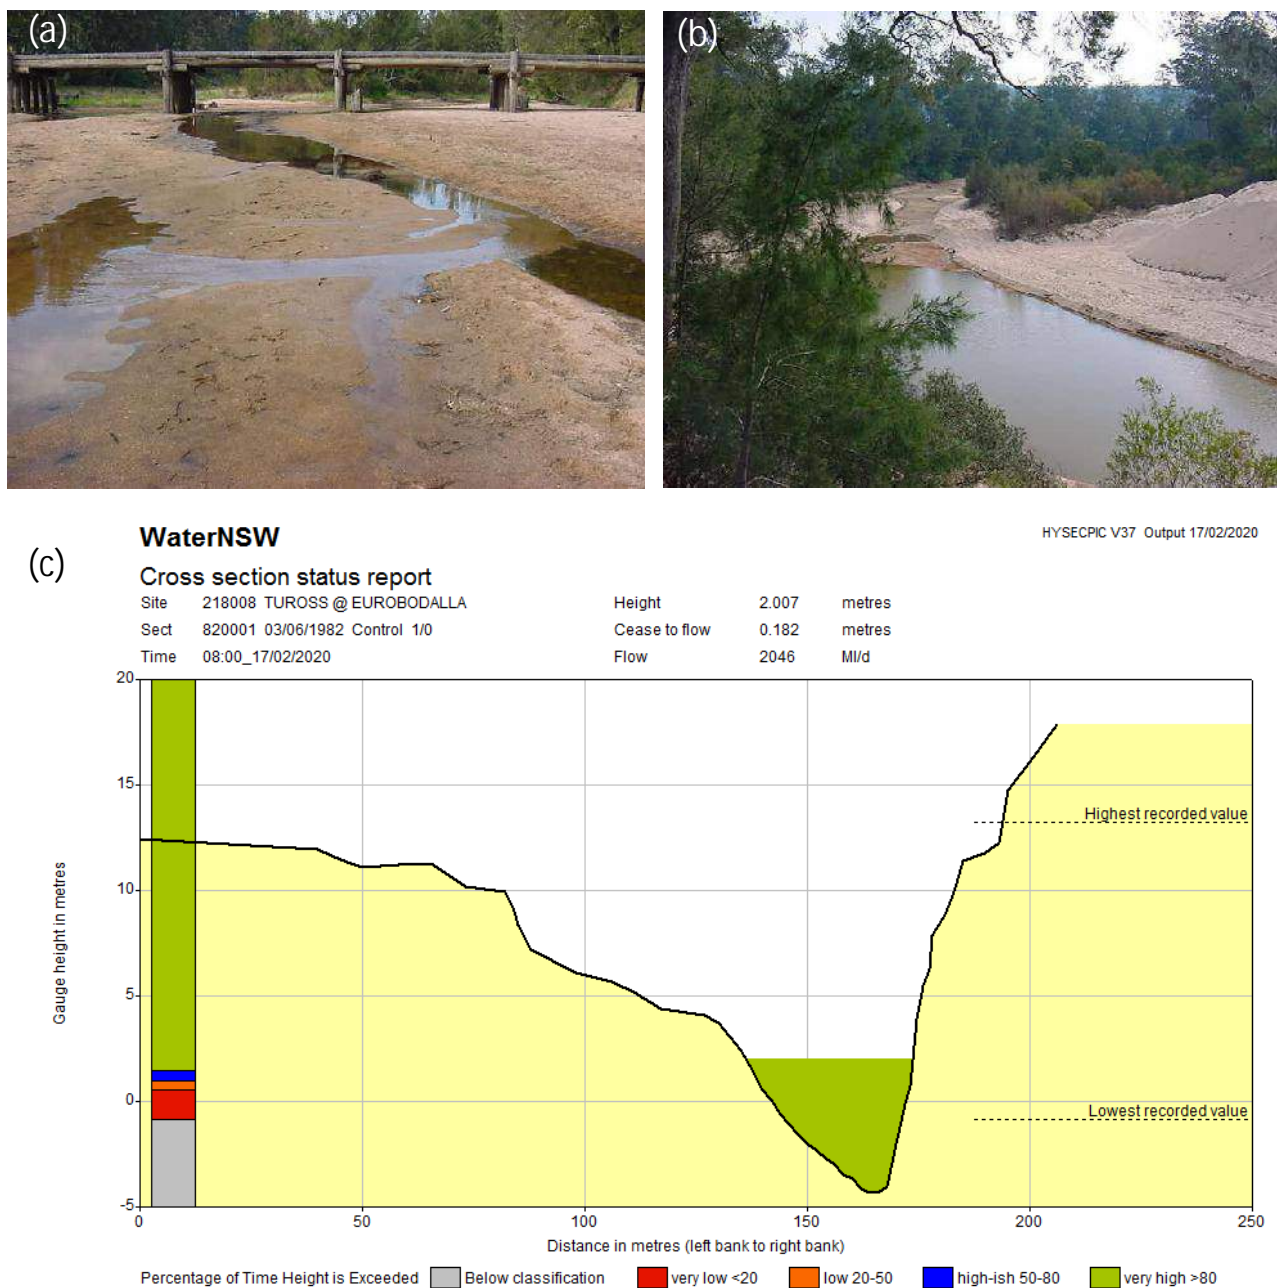 (a)
(b)
(c)
WaterNSW
HYSECPIC V37 Output 17/02/2020
Cross section status report
Site 218008 TUROSS @ EUROBODALLA Height 2.007 metres
Sect 820001 03/06/1982 Control 1/0 Cease to flow 0.182 metres
Time 08:00_17/02/2020 Flow 2046 Ml/d
20
15
10
5
0
-5
Gauge height in metres
Highest recorded value
Lowest recorded value
0 50 100 150 200 250
Distance in metres (left bank to right bank)
Percentage of Time Height is Exceeded Below classification very low <20 low 20-50 high-ish 50-80 very high >80